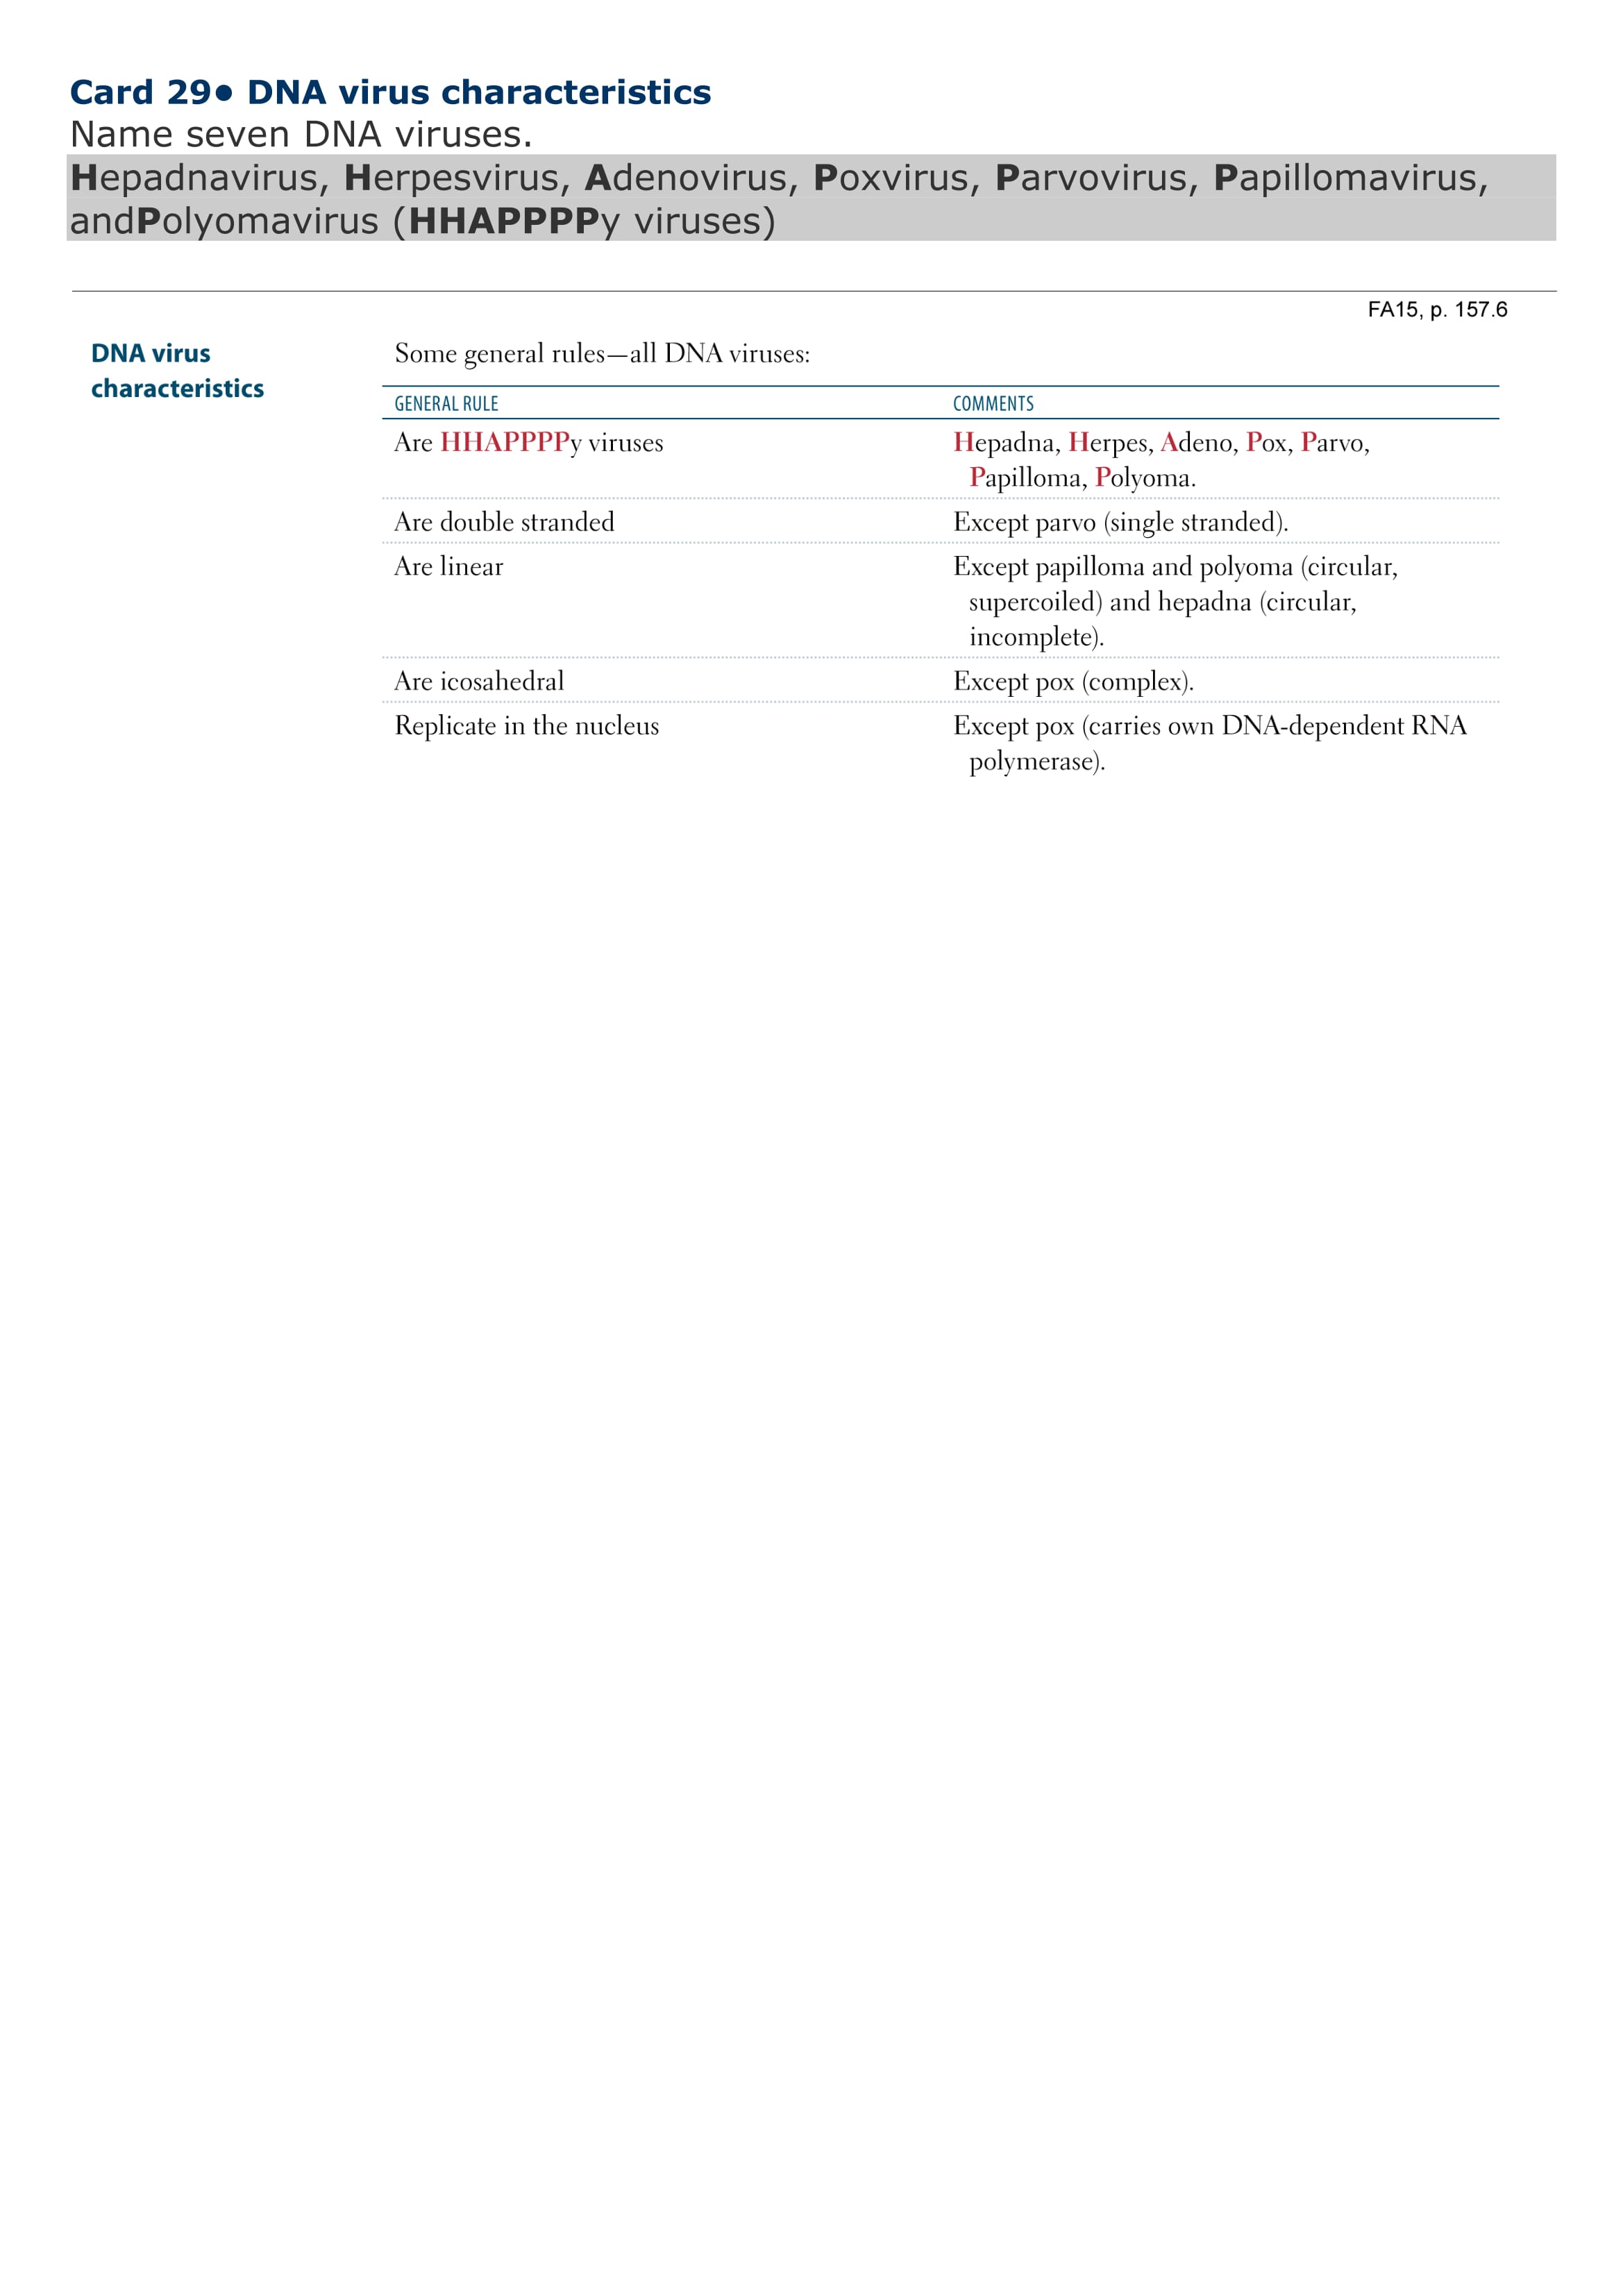 Card 29● DNA virus characteristics
Name seven DNA viruses.
Hepadnavirus, Herpesvirus, Adenovirus, Poxvirus, Parvovirus, Papillomavirus,
andPolyomavirus (HHAPPPPy viruses)
FA15, p. 157.6
DNA virus
characteristics
Some general rules—all DNA viruses:
GENERAL RULE COMMENTS
Are HHAPPPPy viruses Hepadna, Herpes, Adeno, Pox, Parvo,
Papilloma, Polyoma.
Are double stranded Except parvo (single stranded).
Are linear Except papilloma and polyoma (circular,
supercoiled) and hepadna (circular,
incomplete).
Are icosahedral Except pox (complex).
Replicate in the nucleus Except pox (carries own DNA-dependent RNA
polymerase).